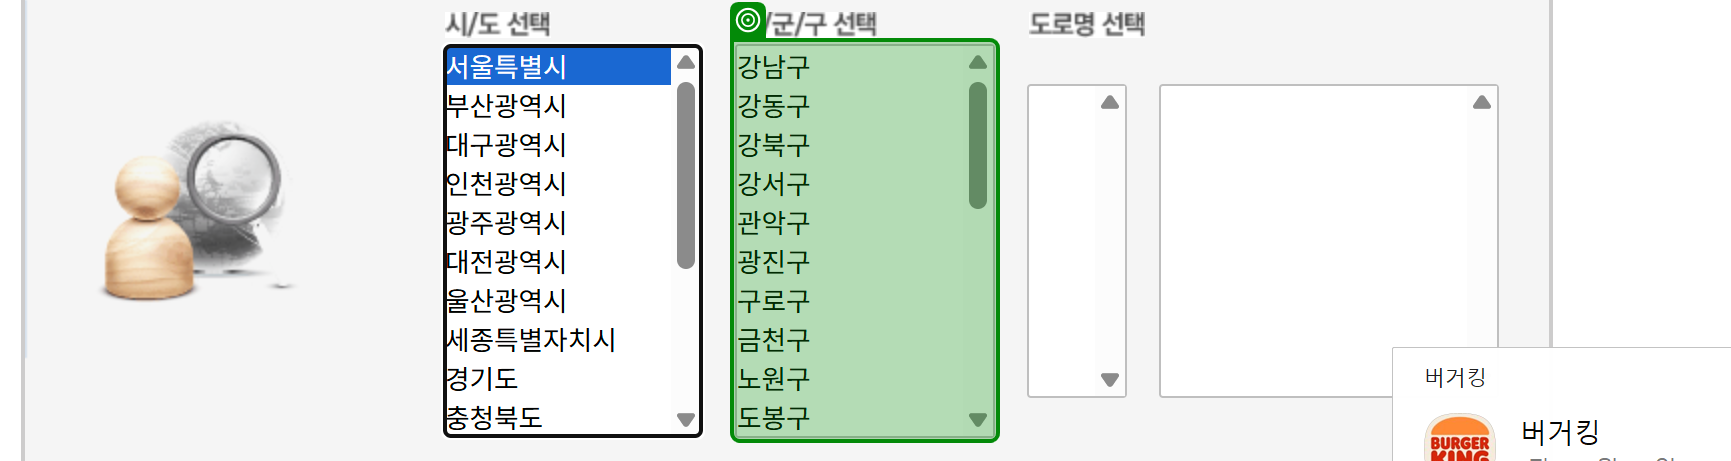 시/도 선택
서울특별시
부산광역시
대구광역시
인천광역시
광주광역시
대전광역시
울산광역시
세종특별자치시
경기도
충청북도
/군/구 선택
강남구
강동구
강북구
강서구
관악구
광진구
구로구
금천구
노원구
도봉구
도로명 선택
버거킹
버거킹
BURGER
KING